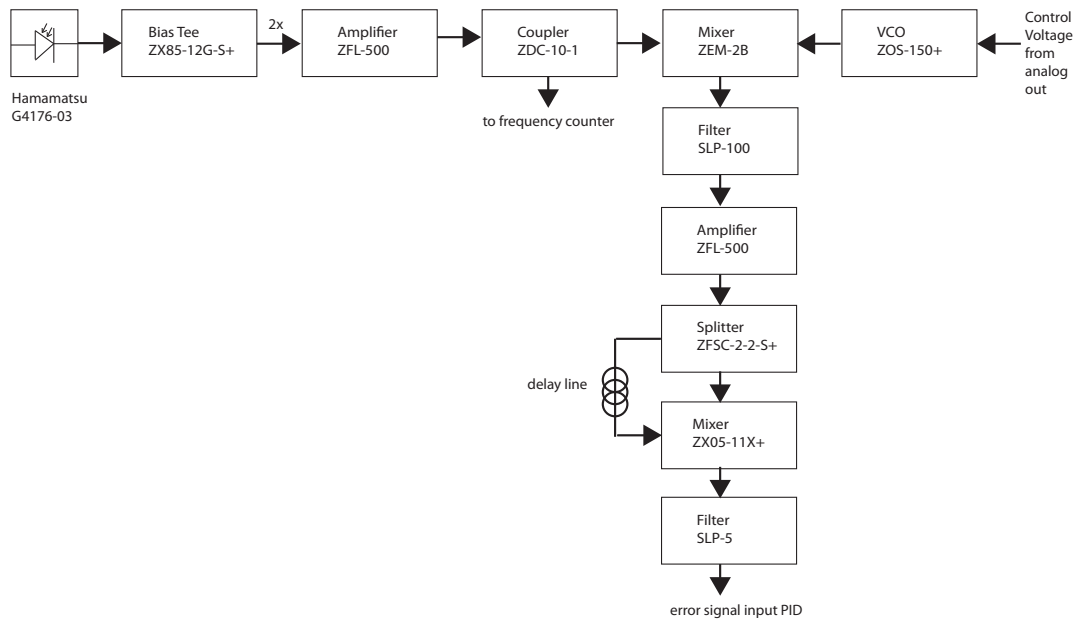 Bias Tee
ZX85-12G-S+
2x
Amplifier
ZFL-500
Coupler
ZDC-10-1
Mixer
ZEM-2B
VCO
ZOS-150+
Control
Voltage
from
analog
out
Hamamatsu
G4176-03
to frequency counter
Filter
SLP-100
Amplifier
ZFL-500
Splitter
ZFSC-2-2-S+
delay line
Mixer
ZX05-11X+
Filter
SLP-5
error signal input PID